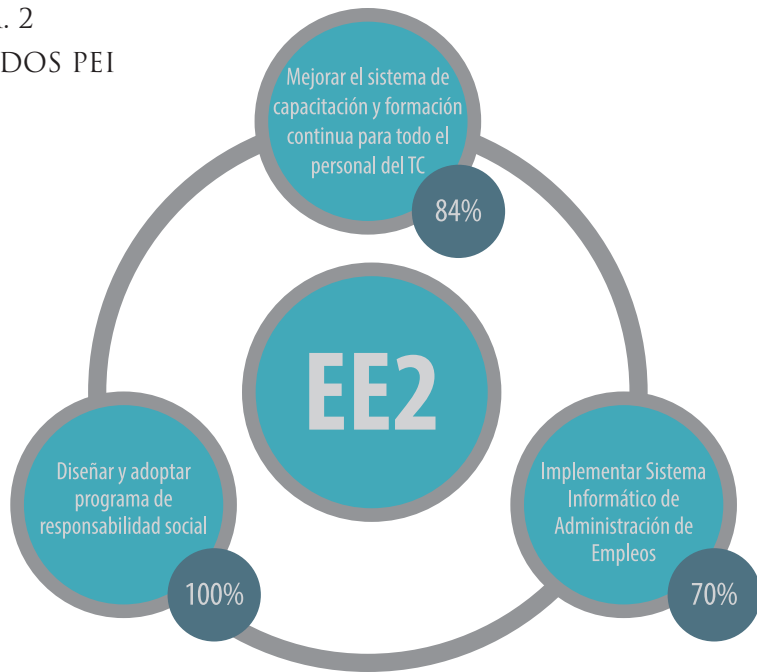 . 2
DOS PEI
Mejorar el sistema de
capacitación y formación
continua para todo el
personal del TC
84%
EE2
Diseñar y adoptar
programa de
responsabilidad social
100%
Implementar Sistema
Informático de
Administración de
Empleos
70%